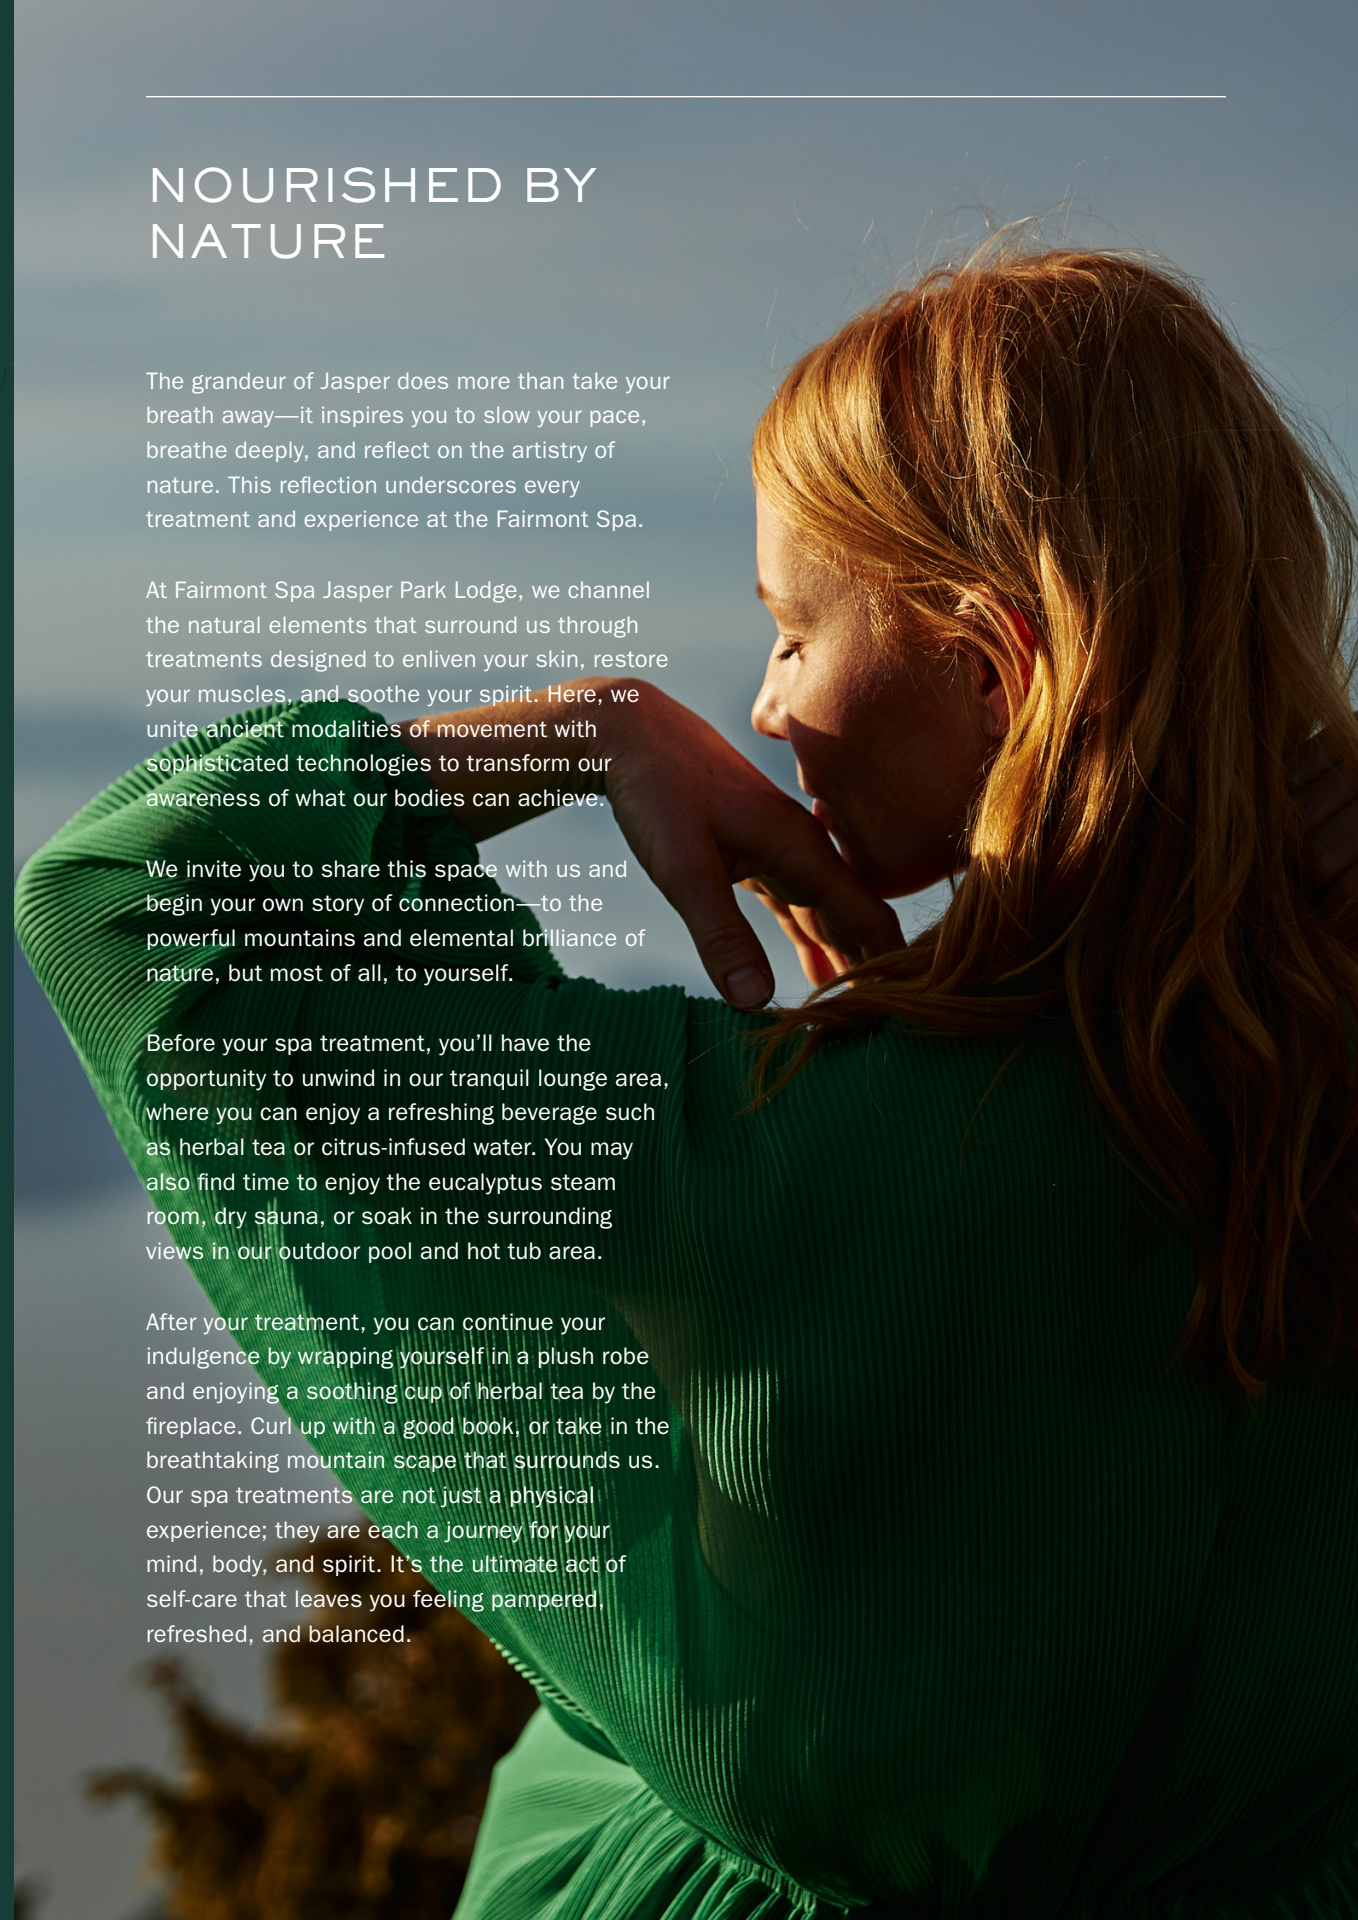 NOURISHED BY
NATURE
The grandeur of Jasper does more than take your
breath away—it inspires you to slow your pace,
breathe deeply, and reflect on the artistry of
nature. This reflection underscores every
treatment and experience at the Fairmont Spa.
At Fairmont Spa Jasper Park Lodge, we channel
the natural elements that surround us through
treatments designed to enliven your skin, restore
your muscles, and soothe your spirit. Here, we
unite ancient modalities of movement with
sophisticated technologies to transform our
awareness of what our bodies can achieve.
We invite you to share this space with us and
begin your own story of connection—to the
powerful mountains and elemental brilliance of
nature, but most of all, to yourself.
Before your spa treatment, you’ll have the
opportunity to unwind in our tranquil lounge area,
where you can enjoy a refreshing beverage such
as herbal tea or citrus-infused water. You may
also find time to enjoy the eucalyptus steam
room, dry sauna, or soak in the surrounding
views in our outdoor pool and hot tub area.
After your treatment, you can continue your
indulgence by wrapping yourself in a plush robe
and enjoying a soothing cup of herbal tea by the
fireplace. Curl up with a good book, or take in the
breathtaking mountain scape that surrounds us.
Our spa treatments are not just a physical
experience; they are each a journey for your
mind, body, and spirit. It’s the ultimate act of
self-care that leaves you feeling pampered,
refreshed, and balanced.